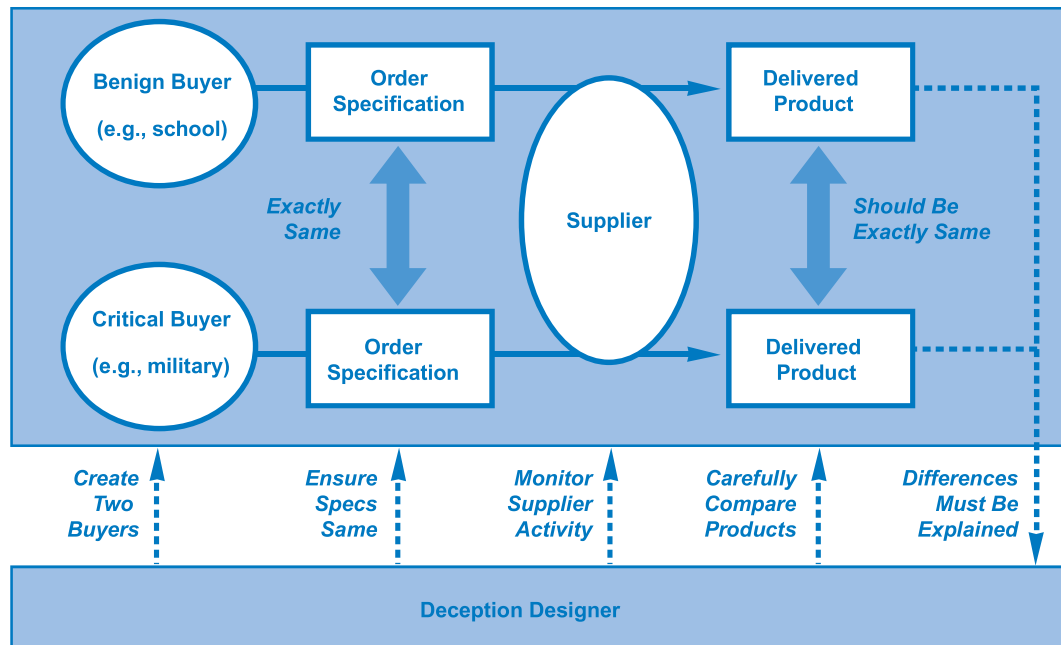 Benign Buyer
(e.g., school)
Order
Specification
Delivered
Product
Exactly
Same
Supplier
Should Be
Exactly Same
Critical Buyer
(e.g., military)
Order
Specification
Delivered
Product
Create
Two
Buyers
Ensure
Specs
Same
Monitor
Supplier
Activity
Carefully
Compare
Products
Differences
Must Be
Explained
Deception Designer